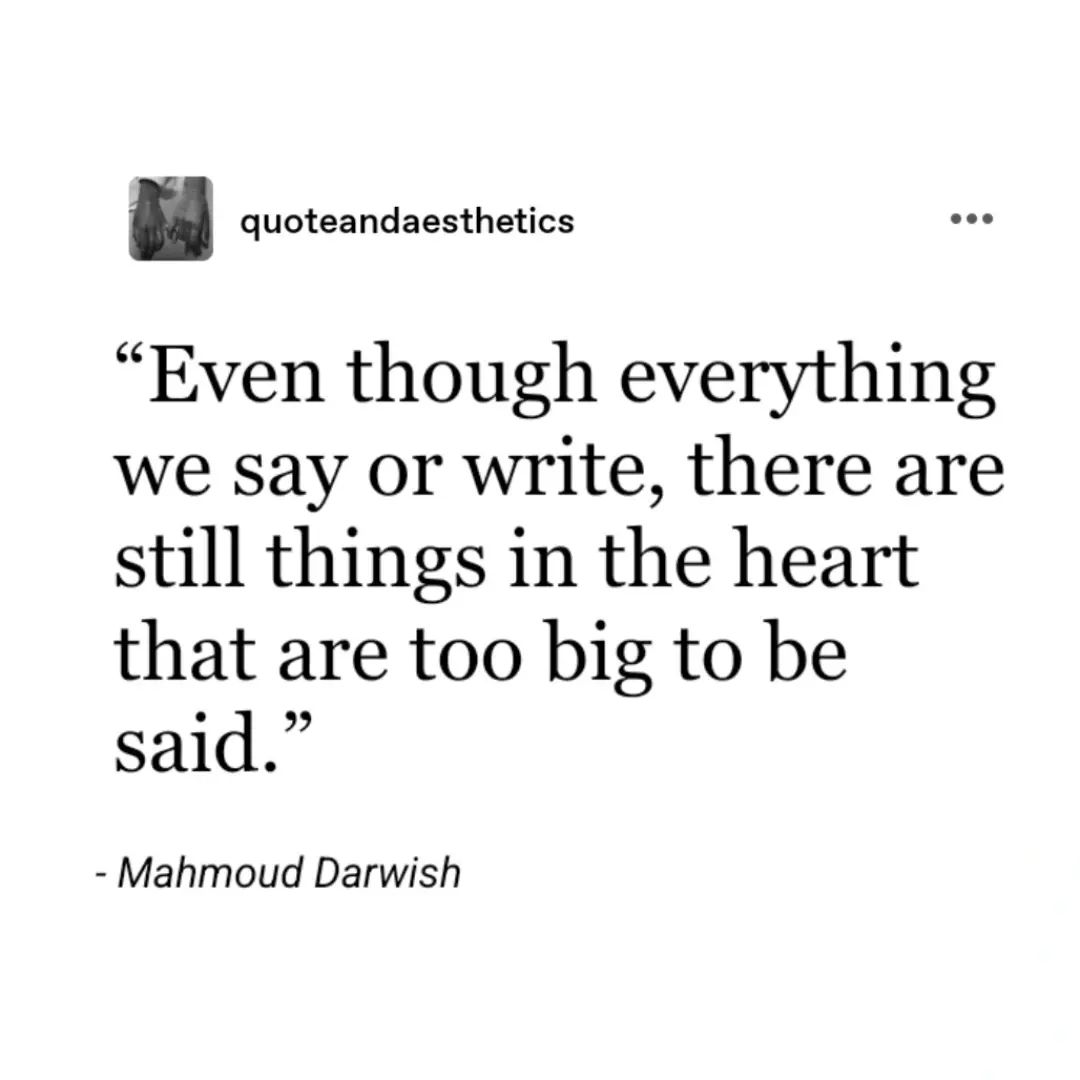 quoteandaesthetics
“Even though everything
we say or write, there are
still things in the heart
that are too big to be
said.”
- Mahmoud Darwish